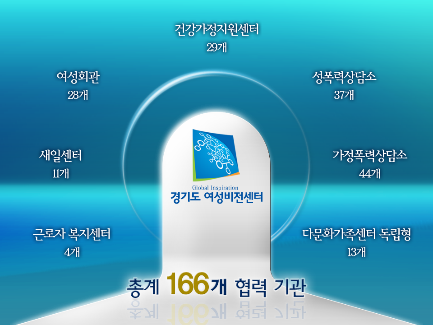 건강가정지원센터
29개
여성회관
28개
성폭력상담소
37개
새일센터
11개
가정폭력상담소
44개
Global Inspiration
경기도 여성비전센터
근로자 복지센터
4개
다문화가족센터 독립형
13개
총계 166개 협력 기관